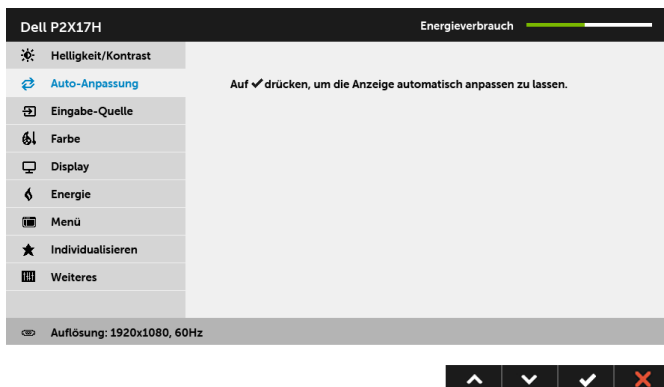 Dell P2X17H
Energieverbrauch
Helligkeit/Kontrast
Auto-Anpassung
Auf ✓ drücken, um die Anzeige automatisch anpassen zu lassen.
Eingabe-Quelle
Farbe
Display
Energie
Menü
Individualisieren
Weiteres
Auflösung: 1920x1080, 60Hz